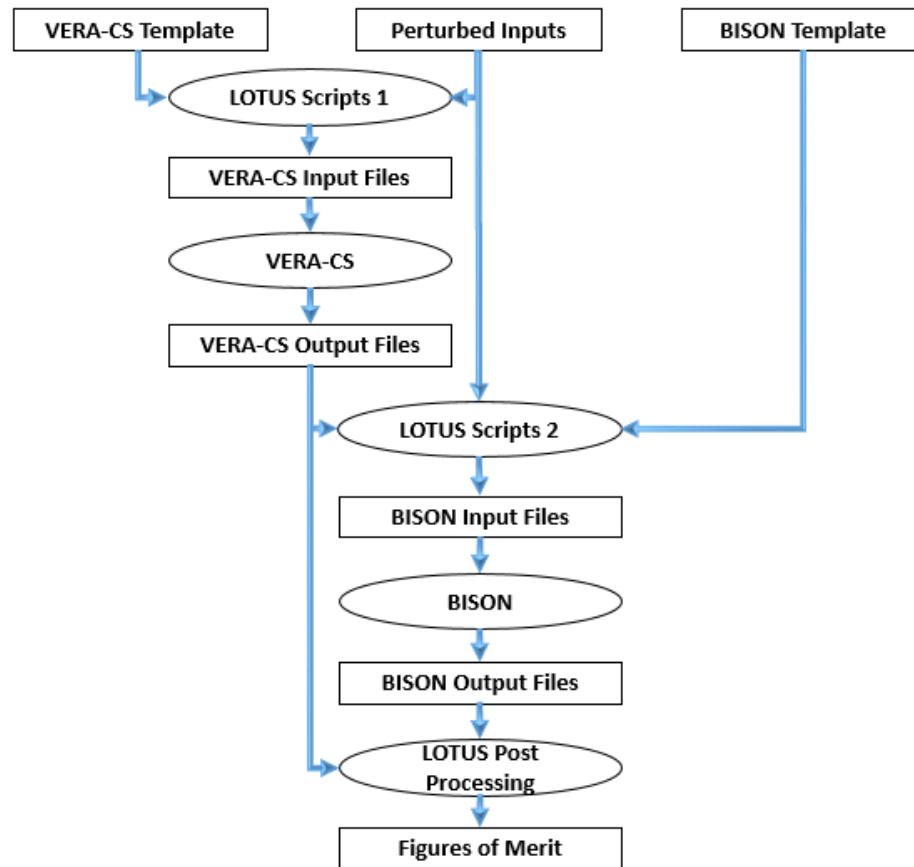 VERA-CS Template
Perturbed Inputs
BISON Template
LOTUS Scripts 1
VERA-CS Input Files
VERA-CS
VERA-CS Output Files
LOTUS Scripts 2
BISON Input Files
BISON
BISON Output Files
LOTUS Post
Processing
Figures of Merit